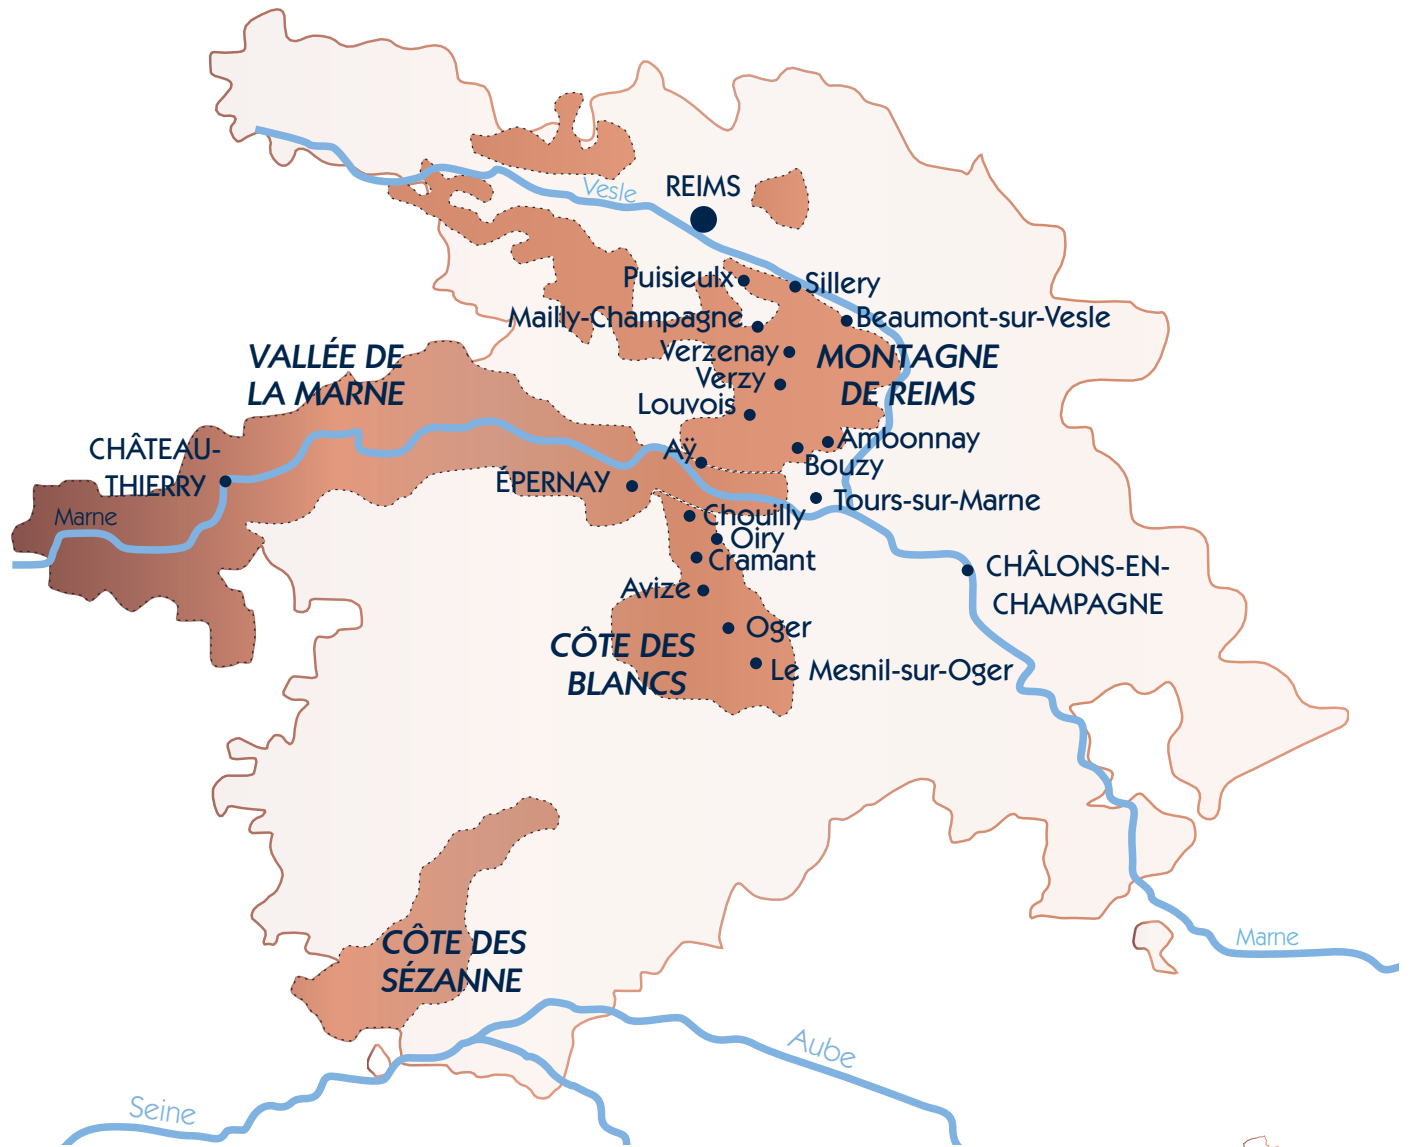 Vesle
REIMS
Puisieulx
Sillery
Mailly-Champagne
Beaumont-sur-Vesle
VALLÉE DE
LA MARNE
Verzenay
MONTAGNE
DE REIMS
Verzy
Louvois
CHÂTEAU-
THIERRY
Aÿ
Ambonnay
Bouzy
ÉPERNAY
Tours-sur-Marne
Marne
Chouilly
Oiry
Cramant
CHÂLONS-EN-
CHAMPAGNE
Avize
Oger
CÔTE DES
BLANCS
Le Mesnil-sur-Oger
CÔTE DES
SÉZANNE
Marne
Aube
Seine